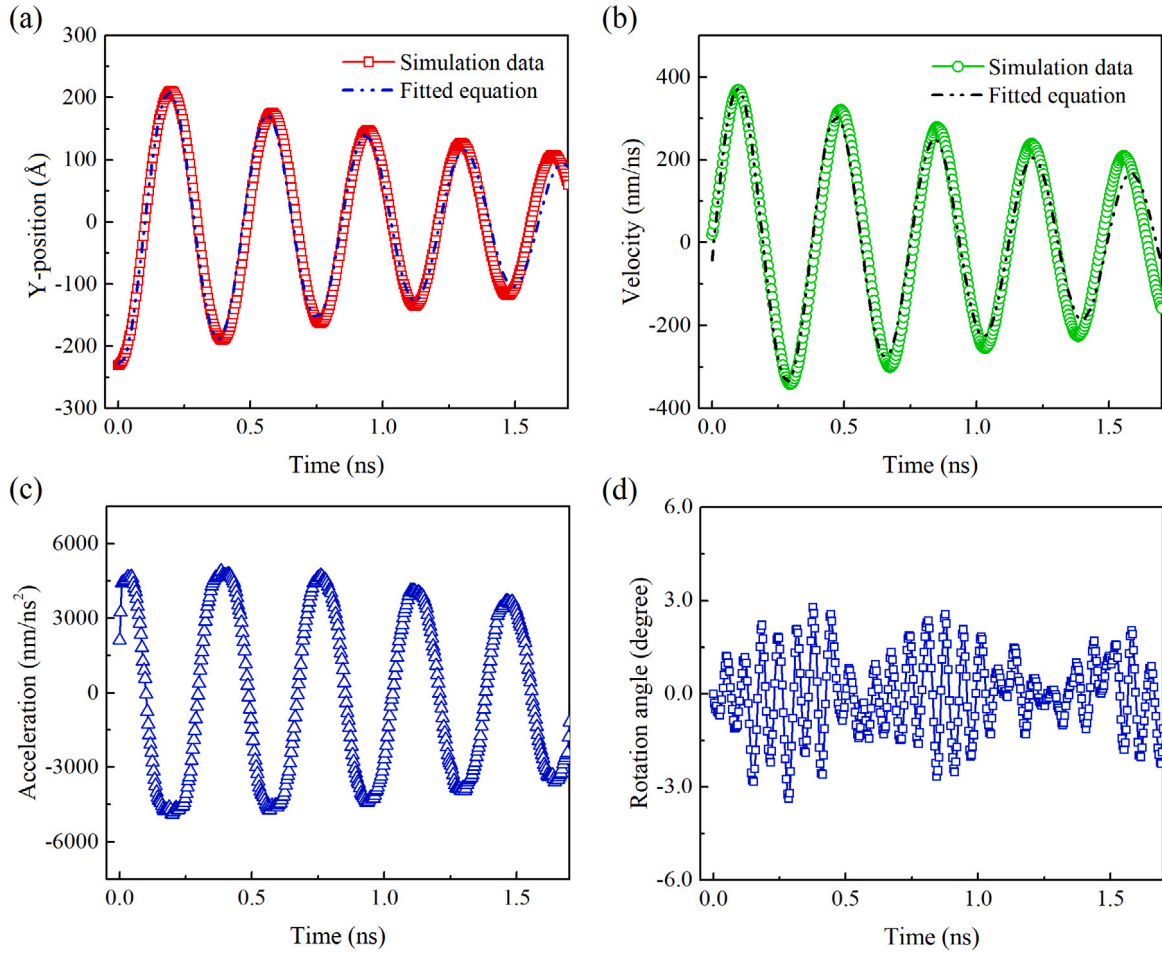 (a)
300
200
100
0
-100
-200
-300
Y-position (Å)
Simulation data
Fitted equation
0.0 0.5 1.0 1.5
Time (ns)
(b)
400
200
0
-200
-400
Velocity (nm/ns)
Simulation data
Fitted equation
0.0 0.5 1.0 1.5
Time (ns)
(c)
6000
3000
0
-3000
-6000
Acceleration (nm/ns²)
0.0 0.5 1.0 1.5
Time (ns)
(d)
6.0
3.0
0.0
-3.0
-6.0
Rotation angle (degree)
0.0 0.5 1.0 1.5
Time (ns)